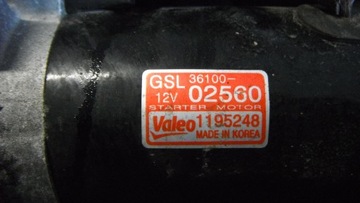 GSL 36100-
12V 02560
STARTER MOTOR
Valeo 1195248
MADE IN KOREA